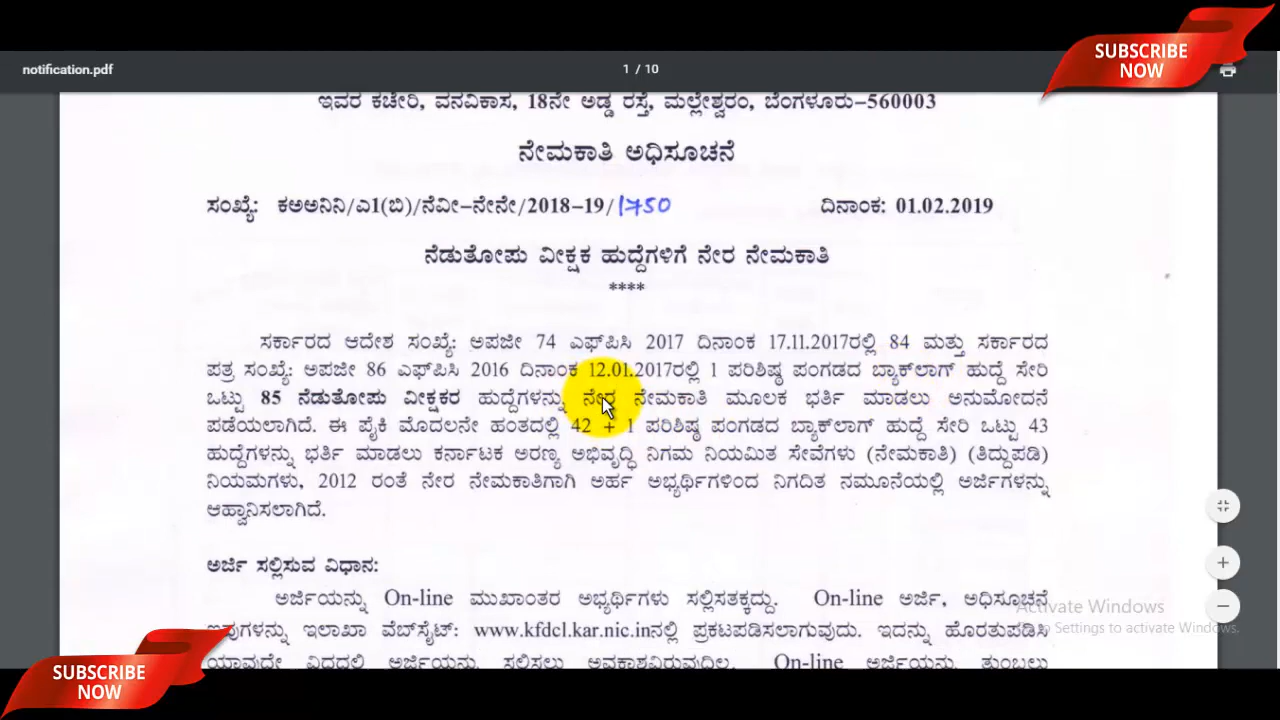 SUBSCRIBE
NOW
notification.pdf
1 / 10
ಇವರ ಕಚೇರಿ, ವನವಿಕಾಸ, 18ನೇ ಅಡ್ಡ ರಸ್ತೆ, ಮಲ್ಲೇಶ್ವರಂ, ಬೆಂಗಳೂರು-560003
ನೇಮಕಾತಿ ಅಧಿಸೂಚನೆ
ಸಂಖ್ಯೆ: ಕಅಅನಿನಿ/ಎ1(ಬಿ)/ನೆವೀ-ನೇನೇ/2018-19/1750 ದಿನಾಂಕ: 01.02.2019
ನೆಡುತೋಪು ವೀಕ್ಷಕ ಹುದ್ದೆಗಳಿಗೆ ನೇರ ನೇಮಕಾತಿ
****
ಸರ್ಕಾರದ ಆದೇಶ ಸಂಖ್ಯೆ: ಅಪಜೀ 74 ಎಫ್‌ಪಿಸಿ 2017 ದಿನಾಂಕ 17.11.2017ರಲ್ಲಿ 84 ಮತ್ತು ಸರ್ಕಾರದ
ಪತ್ರ ಸಂಖ್ಯೆ: ಅಪಜೀ 86 ಎಫ್‌ಪಿಸಿ 2016 ದಿನಾಂಕ 12.01.2017ರಲ್ಲಿ 1 ಪರಿಶಿಷ್ಠ ಪಂಗಡದ ಬ್ಯಾಕ್‌ಲಾಗ್ ಹುದ್ದೆ ಸೇರಿ
ಒಟ್ಟು 85 ನೆಡುತೋಪು ವೀಕ್ಷಕರ ಹುದ್ದೆಗಳನ್ನು ನೇರ ನೇಮಕಾತಿ ಮೂಲಕ ಭರ್ತಿ ಮಾಡಲು ಅನುಮೋದನೆ
ಪಡೆಯಲಾಗಿದೆ. ಈ ಪೈಕಿ ಮೊದಲನೇ ಹಂತದಲ್ಲಿ 42 + 1 ಪರಿಶಿಷ್ಠ ಪಂಗಡದ ಬ್ಯಾಕ್‌ಲಾಗ್ ಹುದ್ದೆ ಸೇರಿ ಒಟ್ಟು 43
ಹುದ್ದೆಗಳನ್ನು ಭರ್ತಿ ಮಾಡಲು ಕರ್ನಾಟಕ ಅರಣ್ಯ ಅಭಿವೃದ್ಧಿ ನಿಗಮ ನಿಯಮಿತ ಸೇವೆಗಳು (ನೇಮಕಾತಿ) (ತಿದ್ದುಪಡಿ)
ನಿಯಮಗಳು, 2012 ರಂತೆ ನೇರ ನೇಮಕಾತಿಗಾಗಿ ಅರ್ಹ ಅಭ್ಯರ್ಥಿಗಳಿಂದ ನಿಗದಿತ ನಮೂನೆಯಲ್ಲಿ ಅರ್ಜಿಗಳನ್ನು
ಆಹ್ವಾನಿಸಲಾಗಿದೆ.
ಅರ್ಜಿ ಸಲ್ಲಿಸುವ ವಿಧಾನ:
ಅರ್ಜಿಯನ್ನು On-line ಮುಖಾಂತರ ಅಭ್ಯರ್ಥಿಗಳು ಸಲ್ಲಿಸತಕ್ಕದ್ದು. On-line ಅರ್ಜಿ, ಅಧಿಸೂಚನೆ
Activate Windows
ಇವುಗಳನ್ನು ಇಲಾಖಾ ವೆಬ್‌ಸೈಟ್: www.kfdcl.kar.nic.inನಲ್ಲಿ ಪ್ರಕಟಪಡಿಸಲಾಗುವುದು. ಇದನ್ನು ಹೊರತುಪಡಿಸಿ
Settings to activate Windows.
ಯಾವುದೇ ವಿಧದಲ್ಲಿ ಅರ್ಜಿಯನ್ನು ಸಲ್ಲಿಸಲು ಅವಕಾಶವಿರುವುದಿಲ್ಲ. On-line ಅರ್ಜಿಯನ್ನು ತುಂಬಲು
SUBSCRIBE
NOW